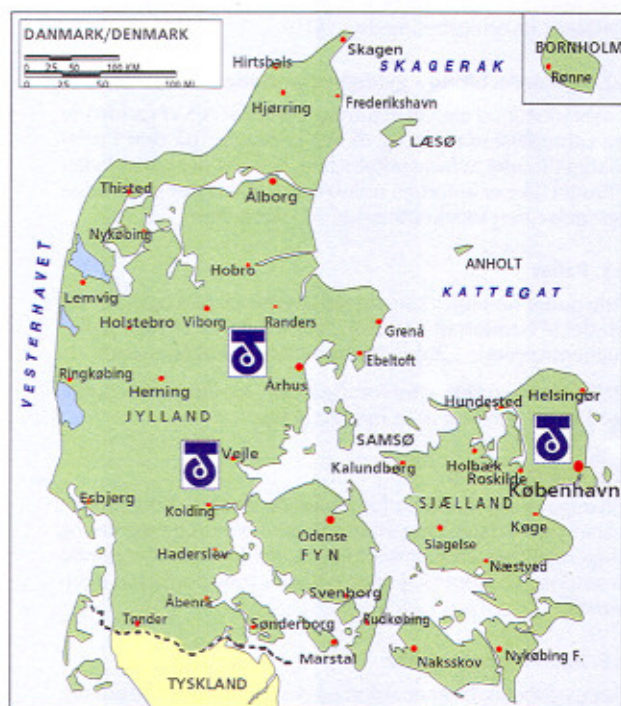 DANMARK/DENMARK
0 25 50 100 KM
0 25 50 100 MI
BORNHOLM
Rønne
Skagen
Hirtshals
SKAGERAK
Hjørring
Frederikshavn
LÆSØ
Thisted
Ålborg
Nykøbing
VESTERHAVET
Hobro
ANHOLT
Lemvig
KATTEGAT
Holstebro
Viborg
Randers
Grenå
Ebeltoft
Ringkøbing
Herning
Århus
JYLLAND
Hundested
Helsingør
SAMSØ
Vejle
Kalundborg
Holbæk
Roskilde
København
Esbjerg
Kolding
SJÆLLAND
Køge
Odense
Slagelse
FYN
Haderslev
Næstved
Åbenrå
Svenborg
Tønder
Sønderborg
Rudkøbing
Marstal
Naksskov
Nykøbing F.
TYSKLAND